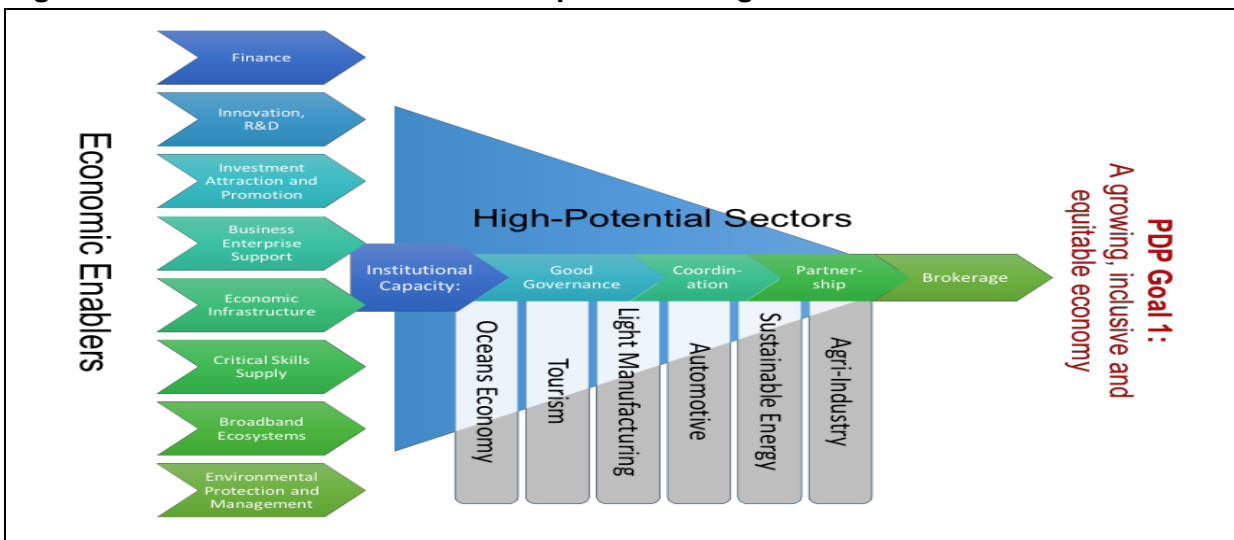 Economic Enablers
Finance
Innovation,
R&D
Investment
Attraction and
Promotion
Business
Enterprise
Support
Economic
Infrastructure
Critical Skills
Supply
Broadband
Ecosystems
Environmental
Protection and
Management
High-Potential Sectors
Institutional
Capacity:
Good
Governance
Coordin-
ation
Partner-
ship
Brokerage
Oceans Economy
Tourism
Light Manufacturing
Automotive
Sustainable Energy
Agri-Industry
PDP Goal 1:
A growing, inclusive and
equitable economy